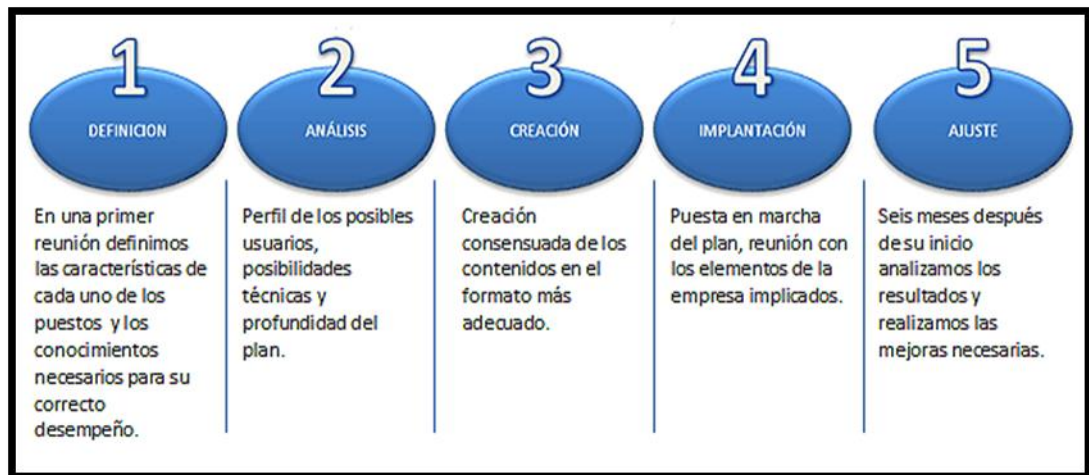 1
DEFINICION
En una primer
reunión definimos
las características de
cada uno de los
puestos y los
conocimientos
necesarios para su
correcto
desempeño.
2
ANÁLISIS
Perfil de los posibles
usuarios,
posibilidades
técnicas y
profundidad del
plan.
3
CREACIÓN
Creación
consensuada de los
contenidos en el
formato más
adecuado.
4
IMPLANTACIÓN
Puesta en marcha
del plan, reunión con
los elementos de la
empresa implicados.
5
AJUSTE
Seis meses después
de su inicio
analizamos los
resultados y
realizamos las
mejoras necesarias.